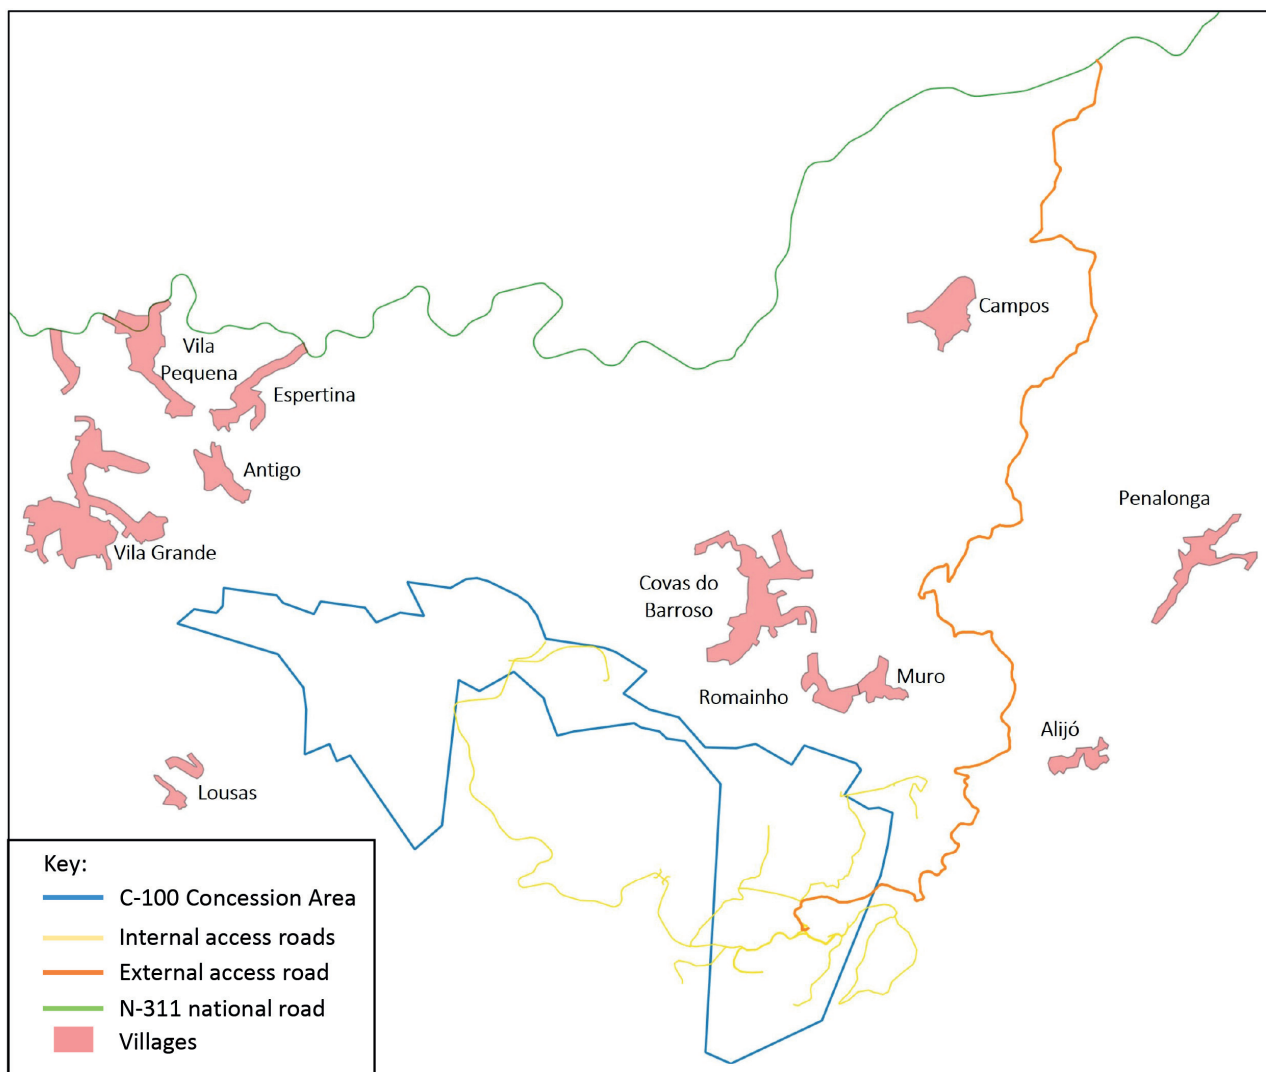 Campos
Vila
Pequena
Espertina
Antigo
Penalonga
Vila Grande
Covas do
Barroso
Muro
Romainho
Alijó
Lousas
Key:
C-100 Concession Area
Internal access roads
External access road
N-311 national road
Villages